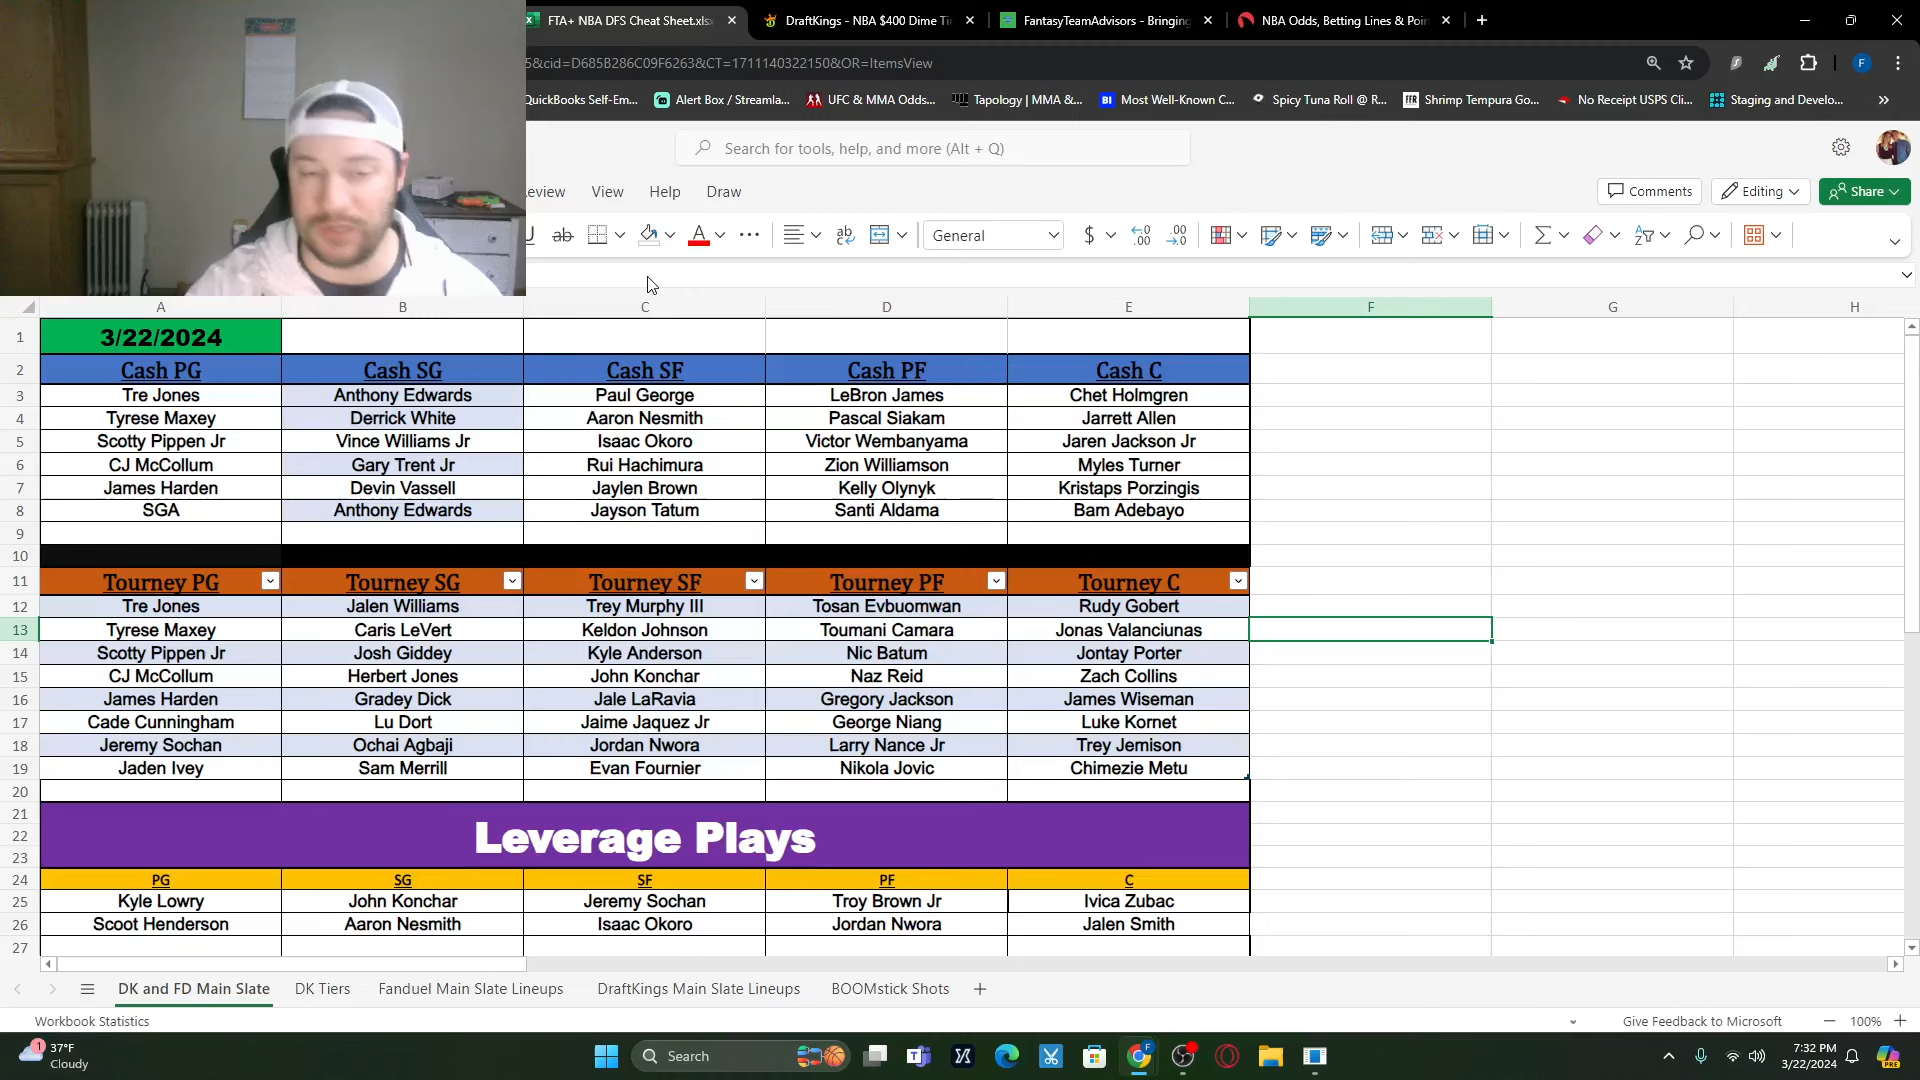 FTA+ NBA DFS Cheat Sheet.xls
DraftKings - NBA $400 Dime Ti
FantasyTeamAdvisors - Bringing
NBA Odds, Betting Lines & Poin
5&cid=D685B286C09F6263&CT=1711140322150&OR=ItemsView
QuickBooks Self-Em...
Alert Box / Streamla...
UFC & MMA Odds...
Tapology | MMA &...
Most Well-Known C...
Spicy Tuna Roll @ R...
Shrimp Tempura Go...
No Receipt USPS Cli...
Staging and Develo...
Search for tools, help, and more (Alt + Q)
eview View Help Draw
Comments Editing Share
General
A B C D E F G H
1 3/22/2024
2 Cash PG Cash SG Cash SF Cash PF Cash C
3 Tre Jones Anthony Edwards Paul George LeBron James Chet Holmgren
4 Tyrese Maxey Derrick White Aaron Nesmith Pascal Siakam Jarrett Allen
5 Scotty Pippen Jr Vince Williams Jr Isaac Okoro Victor Wembanyama Jaren Jackson Jr
6 CJ McCollum Gary Trent Jr Rui Hachimura Zion Williamson Myles Turner
7 James Harden Devin Vassell Jaylen Brown Kelly Olynyk Kristaps Porzingis
8 SGA Anthony Edwards Jayson Tatum Santi Aldama Bam Adebayo
9
10
11 Tourney PG Tourney SG Tourney SF Tourney PF Tourney C
12 Tre Jones Jalen Williams Trey Murphy III Tosan Evbuomwan Rudy Gobert
13 Tyrese Maxey Caris LeVert Keldon Johnson Toumani Camara Jonas Valanciunas
14 Scotty Pippen Jr Josh Giddey Kyle Anderson Nic Batum Jontay Porter
15 CJ McCollum Herbert Jones John Konchar Naz Reid Zach Collins
16 James Harden Gradey Dick Jale LaRavia Gregory Jackson James Wiseman
17 Cade Cunningham Lu Dort Jaime Jaquez Jr George Niang Luke Kornet
18 Jeremy Sochan Ochai Agbaji Jordan Nwora Larry Nance Jr Trey Jemison
19 Jaden Ivey Sam Merrill Evan Fournier Nikola Jovic Chimezie Metu
20
21
22 Leverage Plays
23
24 PG SG SF PF C
25 Kyle Lowry John Konchar Jeremy Sochan Troy Brown Jr Ivica Zubac
26 Scoot Henderson Aaron Nesmith Isaac Okoro Jordan Nwora Jalen Smith
27
DK and FD Main Slate DK Tiers Fanduel Main Slate Lineups DraftKings Main Slate Lineups BOOMstick Shots
Workbook Statistics Give Feedback to Microsoft 100%
37°F
Cloudy
Search
7:32 PM
3/22/2024